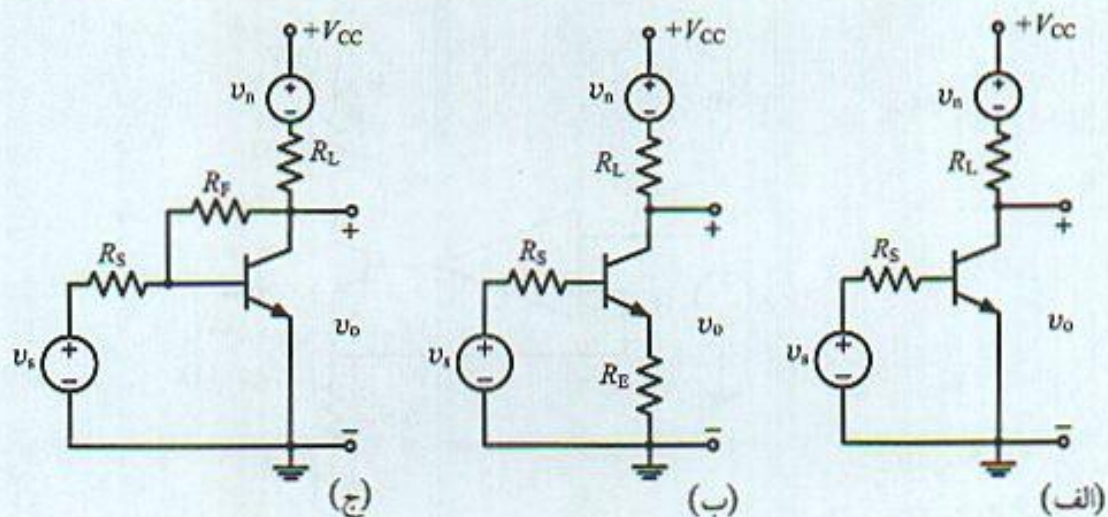 +V_CC
v_n
+
−
R_L
R_F
+
R_S
v_s
+
−
v_o
−
(ج)
+V_CC
v_n
+
−
R_L
+
R_S
v_s
+
−
v_o
R_E
−
(ب)
+V_CC
v_n
+
−
R_L
+
R_S
v_s
+
−
v_o
−
(الف)